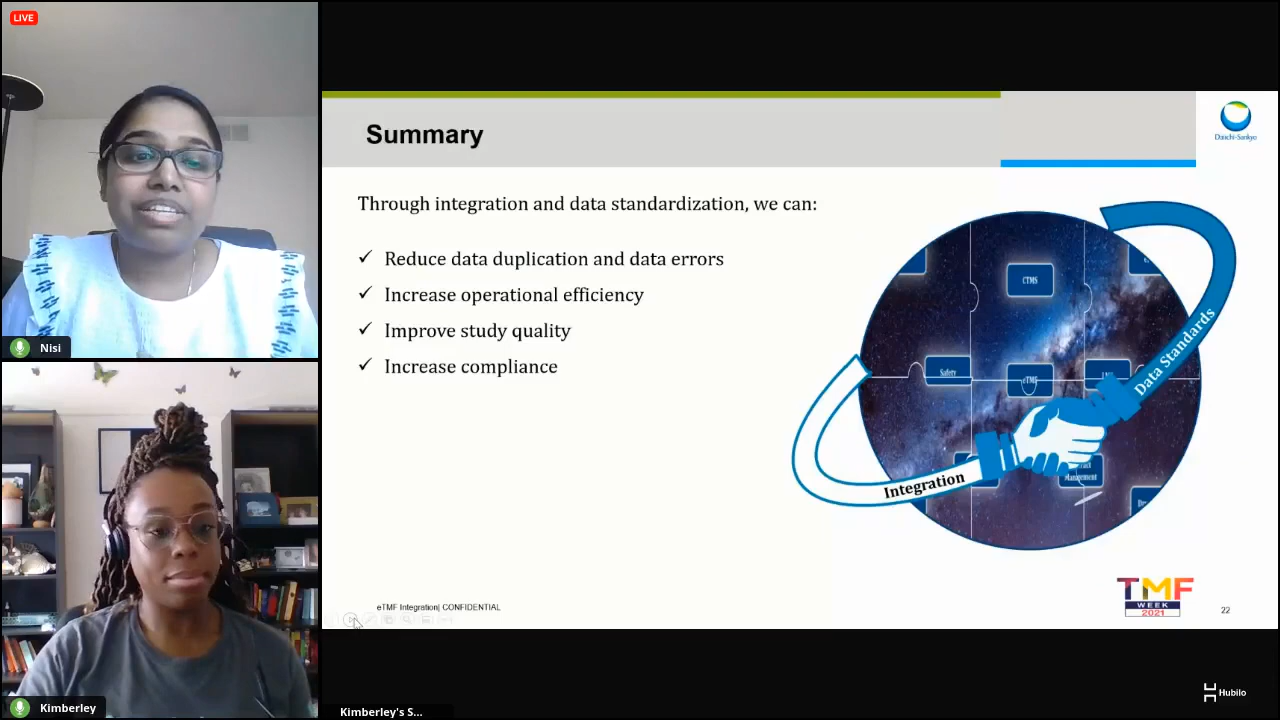 LIVE
Nisi
Kimberley
Summary
Daiichi-Sankyo
Through integration and data standardization, we can:
✓ Reduce data duplication and data errors
✓ Increase operational efficiency
✓ Improve study quality
✓ Increase compliance
CTMS
Safety
eTMF
Management
Data Standards
Integration
eTMF Integration| CONFIDENTIAL
TMF
WEEK
2021
22
Kimberley's S...
Hubilo